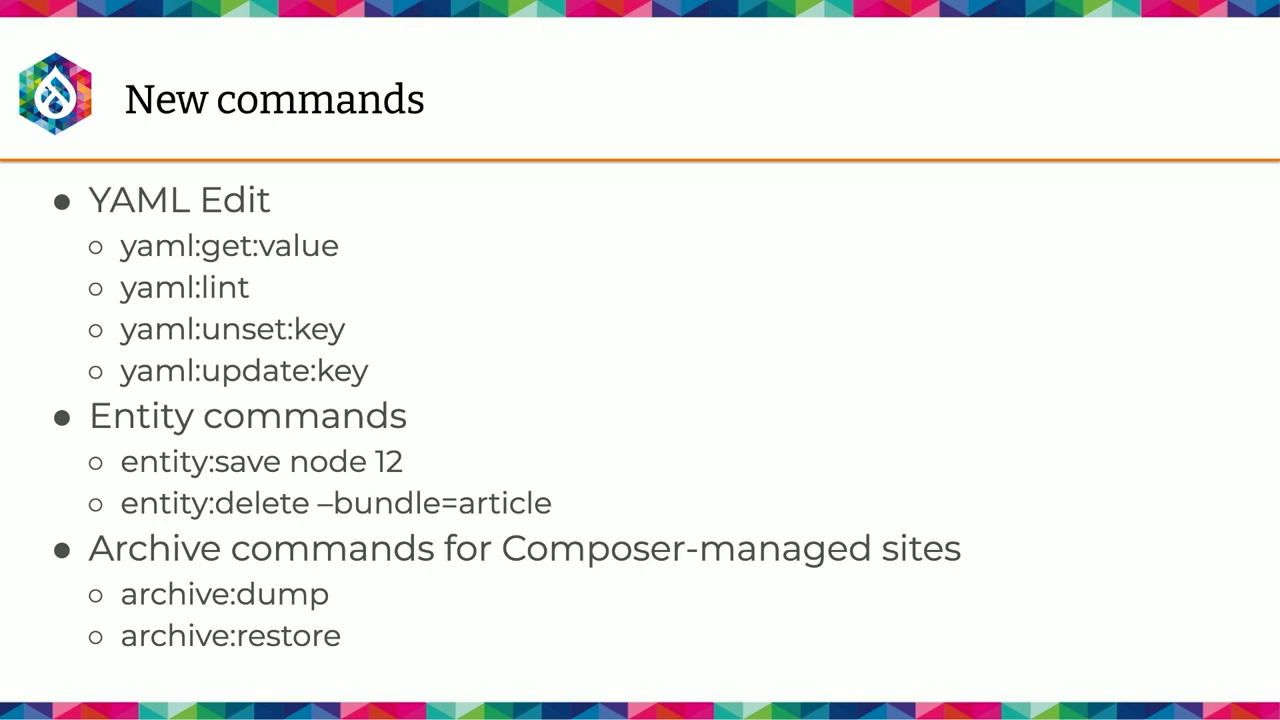 New commands
● YAML Edit
○ yaml:get:value
○ yaml:lint
○ yaml:unset:key
○ yaml:update:key
● Entity commands
○ entity:save node 12
○ entity:delete –bundle=article
● Archive commands for Composer-managed sites
○ archive:dump
○ archive:restore